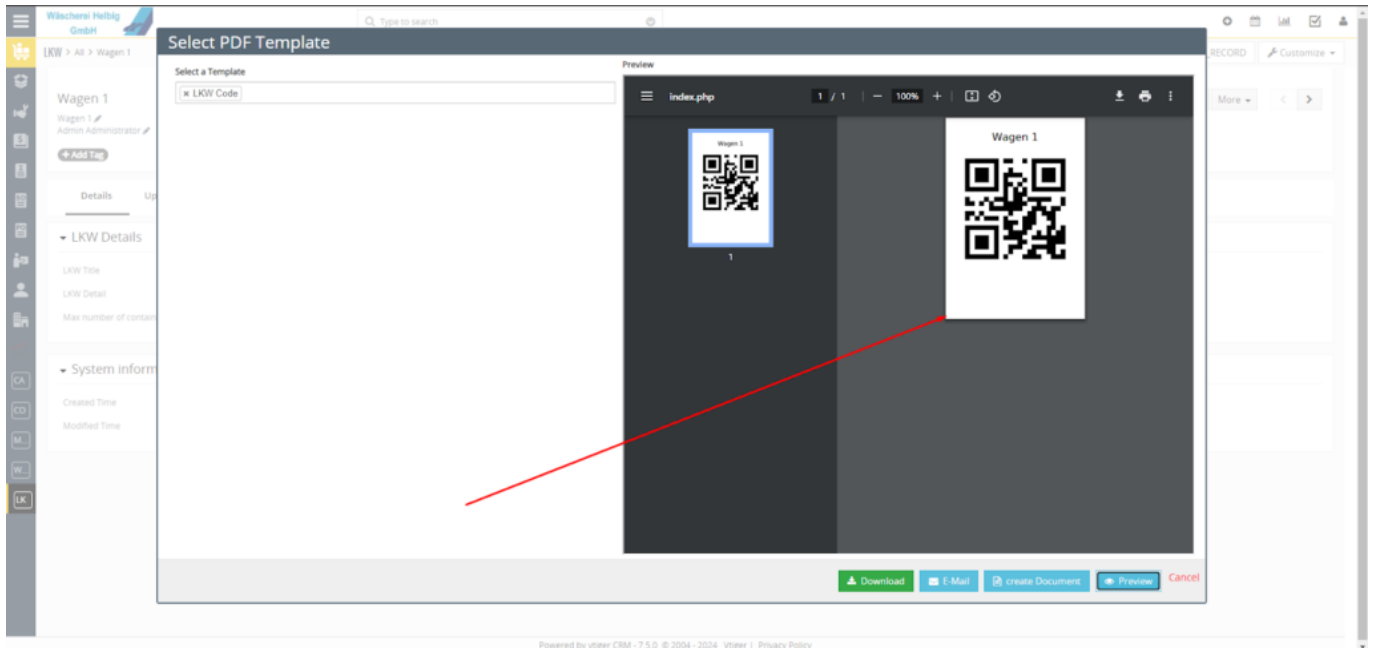 Wäscherei Helbig
GmbH
Type to search
LKW > All > Wagen 1
RECORD
Customize
Select PDF Template
Select a Template
× LKW Code
Preview
index.php
1 / 1
100%
Wagen 1
1
Wagen 1
Wagen 1
Wagen 1
Admin Administrator
+ Add Tag
More
Details
Up
LKW Details
LKW Title
LKW Detail
Max number of contain
System inform
Created Time
Modified Time
CA
CO
M...
W...
LK
Download
E-Mail
create Document
Preview
Cancel
Powered by vtiger CRM - 7.5.0 © 2004 - 2024 Vtiger | Privacy Policy